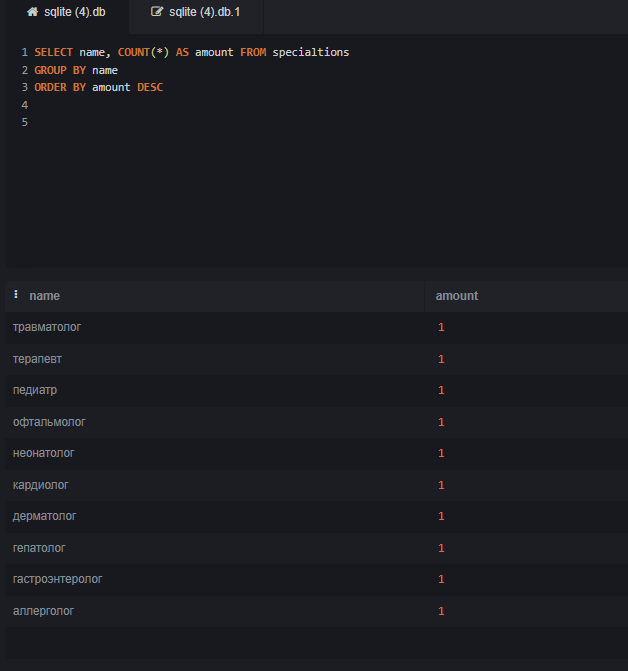 sqlite (4).db sqlite (4).db.1
1 SELECT name, COUNT(*) AS amount FROM specialtions
2 GROUP BY name
3 ORDER BY amount DESC
4
5
name amount
травматолог 1
терапевт 1
педиатр 1
офтальмолог 1
неонатолог 1
кардиолог 1
дерматолог 1
гепатолог 1
гастроэнтеролог 1
аллерголог 1